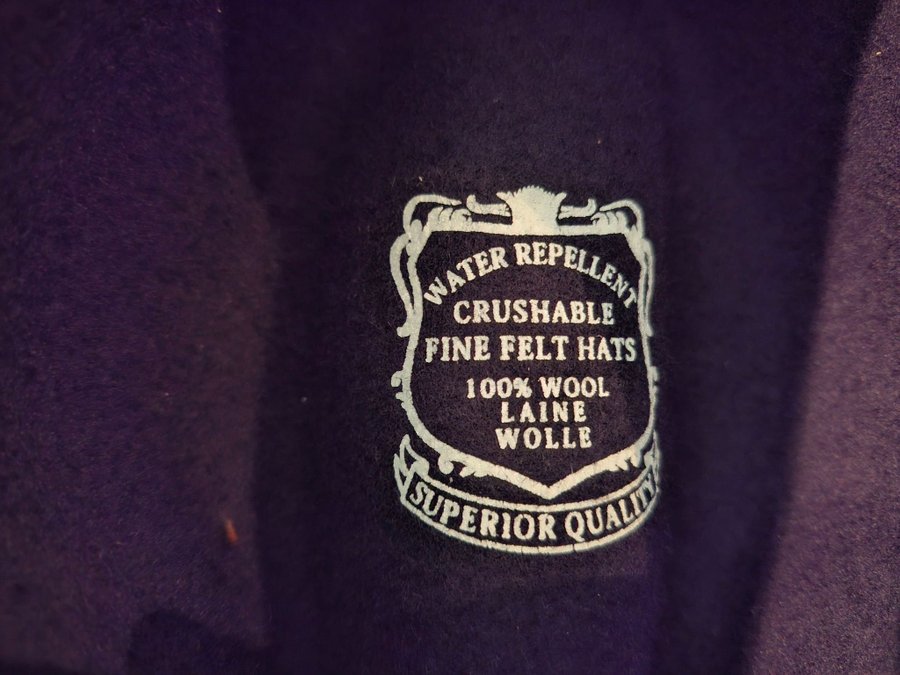 WATER REPELLENT
CRUSHABLE
FINE FELT HATS
100% WOOL
LAINE
WOLLE
SUPERIOR QUALITY